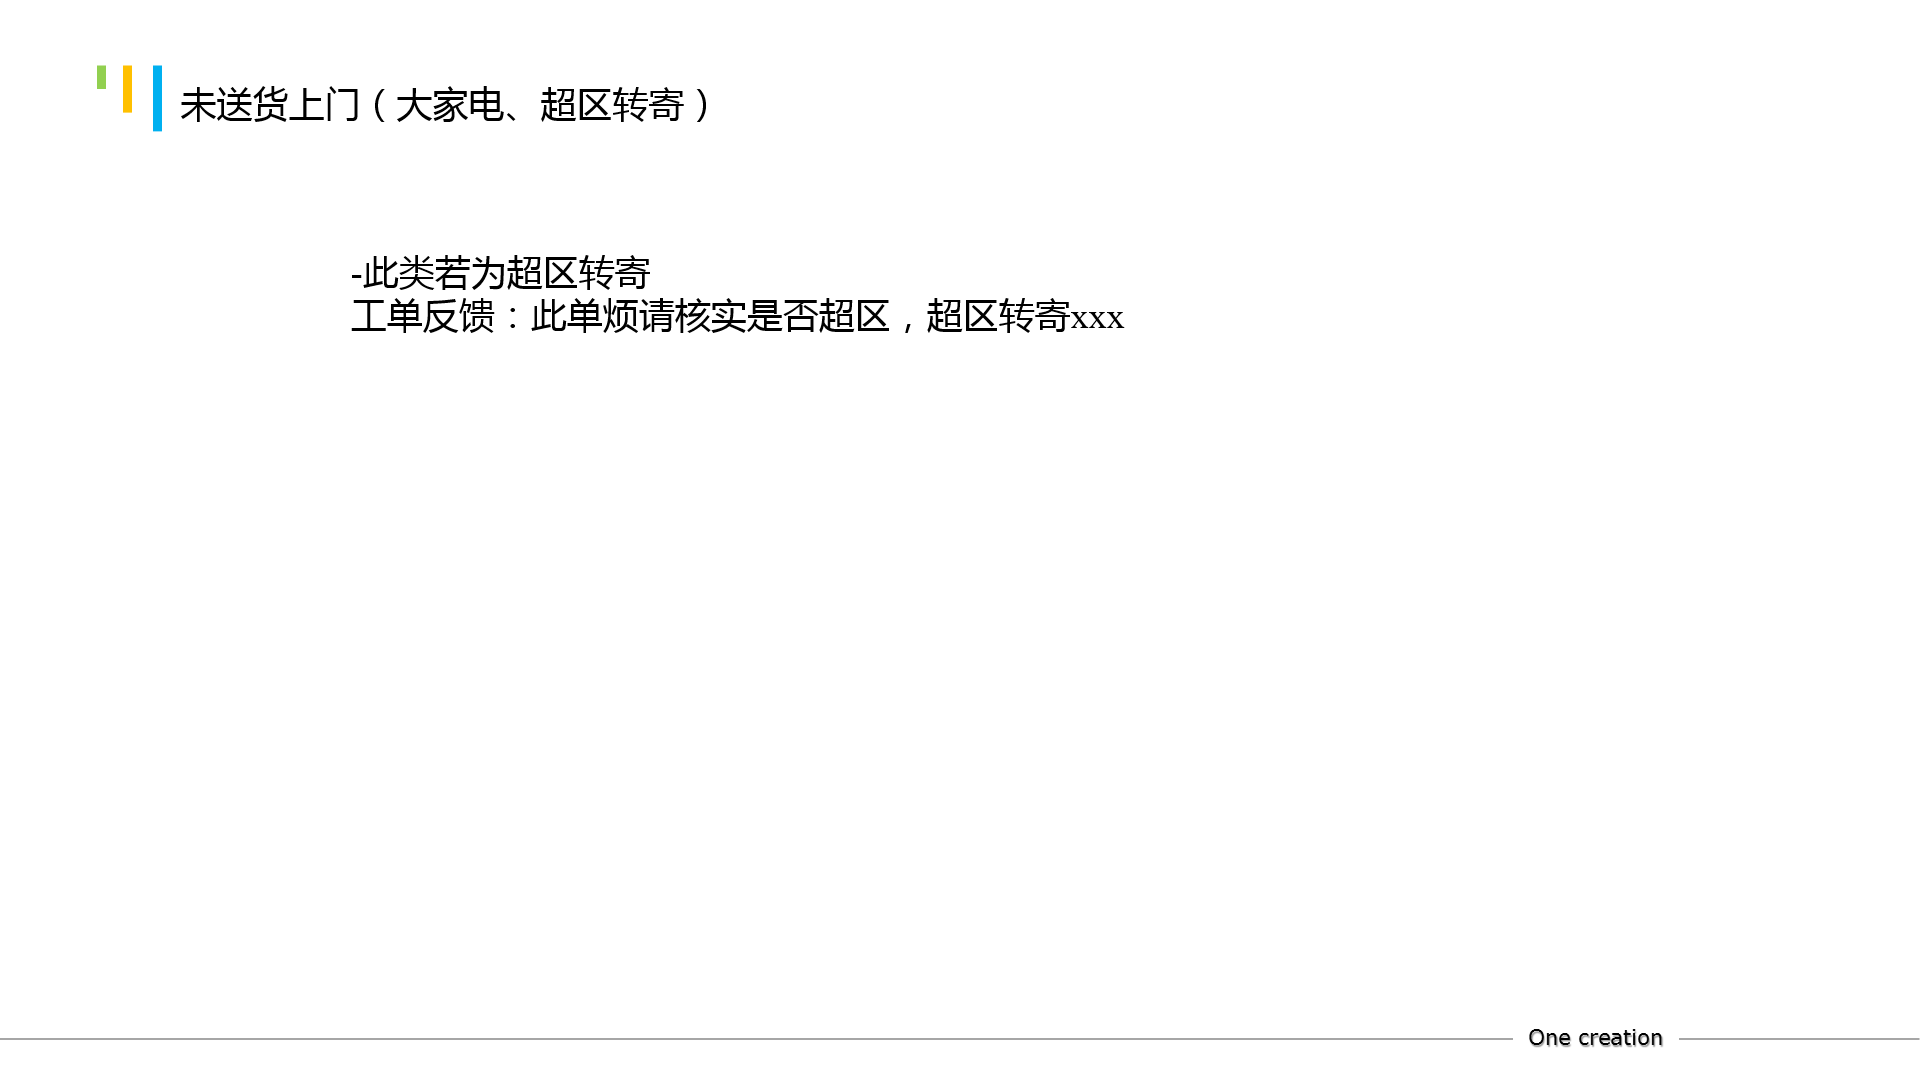 未送货上门（大家电、超区转寄）
-此类若为超区转寄
工单反馈：此单烦请核实是否超区，超区转寄xxx
One creation